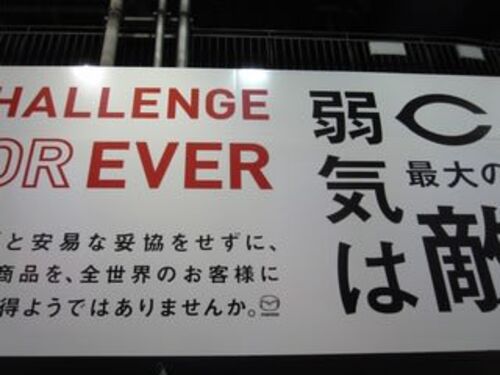 HALLENGE
OR EVER
と安易な妥協をせずに、
商品を、全世界のお客様に
得ようではありませんか。
弱気は
最大の
敵